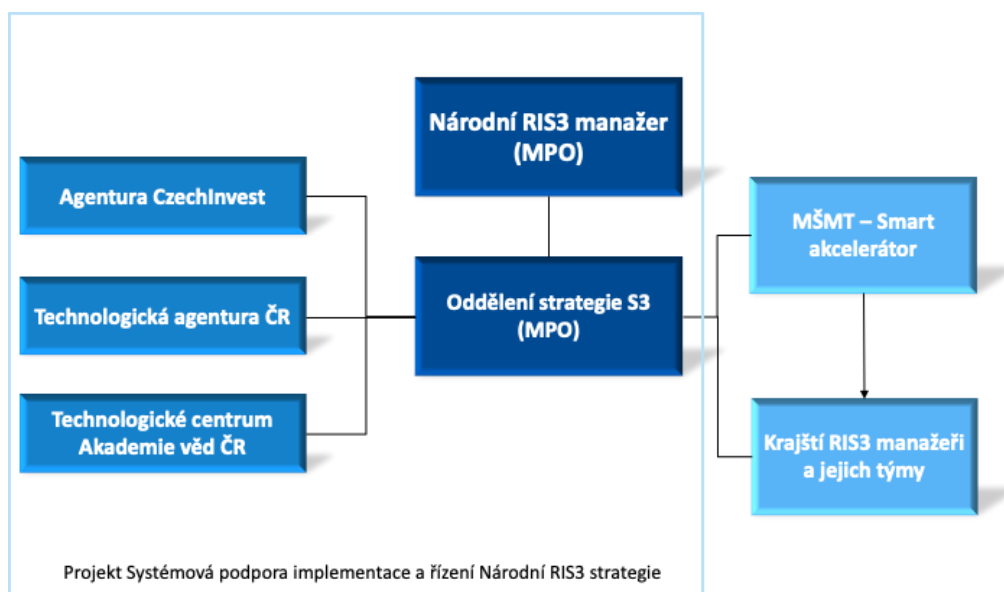 Národní RIS3 manažer
(MPO)
Agentura CzechInvest
MŠMT – Smart
akcelerátor
Oddělení strategie S3
(MPO)
Technologická agentura ČR
Technologické centrum
Akademie věd ČR
Krajští RIS3 manažeři
a jejich týmy
Projekt Systémová podpora implementace a řízení Národní RIS3 strategie